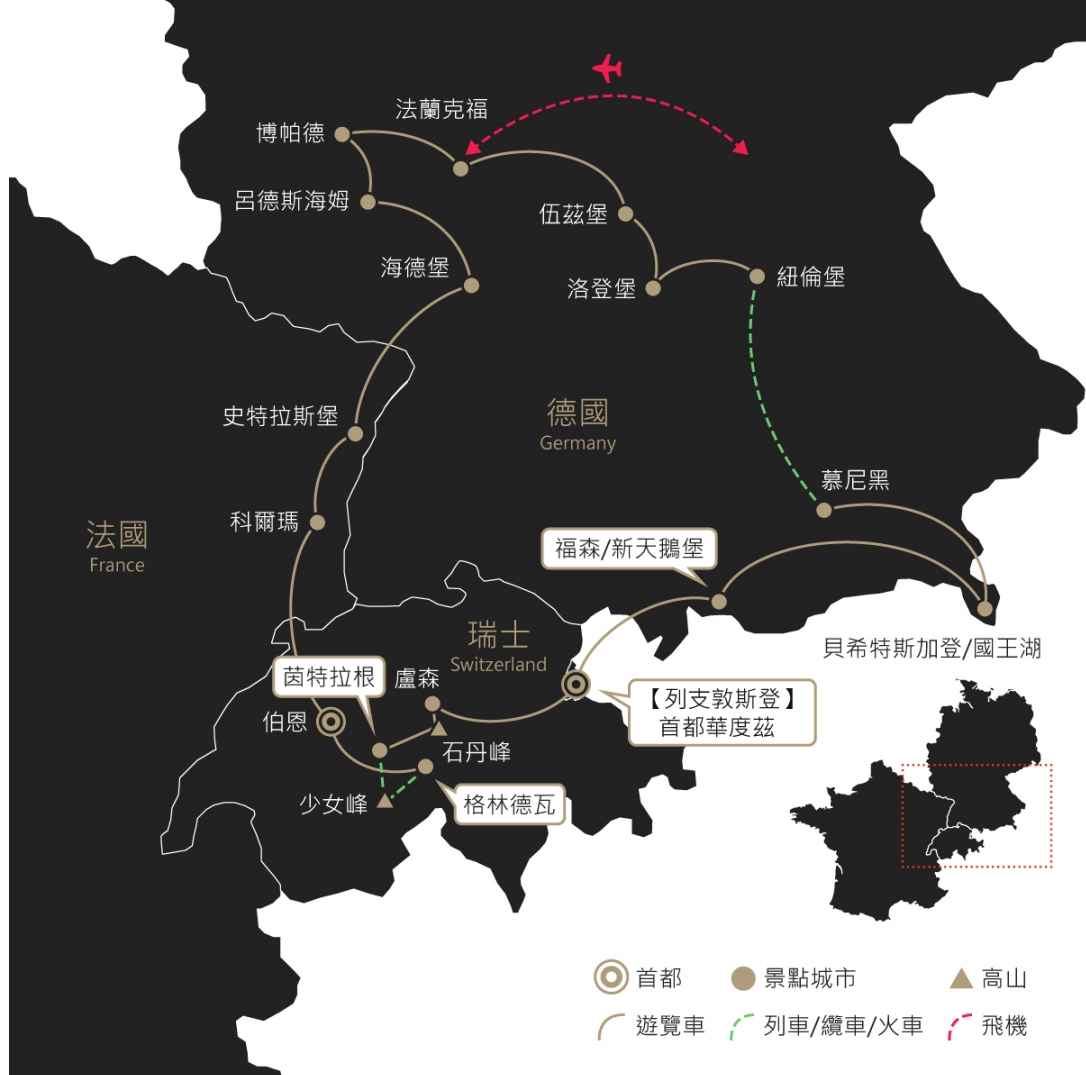 法蘭克福
博帕德
呂德斯海姆
伍茲堡
海德堡
洛登堡
紐倫堡
史特拉斯堡
德國
Germany
慕尼黑
科爾瑪
法國
France
福森/新天鵝堡
瑞士
Switzerland
貝希特斯加登/國王湖
茵特拉根
盧森
【列支敦斯登】
首都華度茲
伯恩
石丹峰
少女峰
格林德瓦
首都
景點城市
高山
遊覽車
列車/纜車/火車
飛機